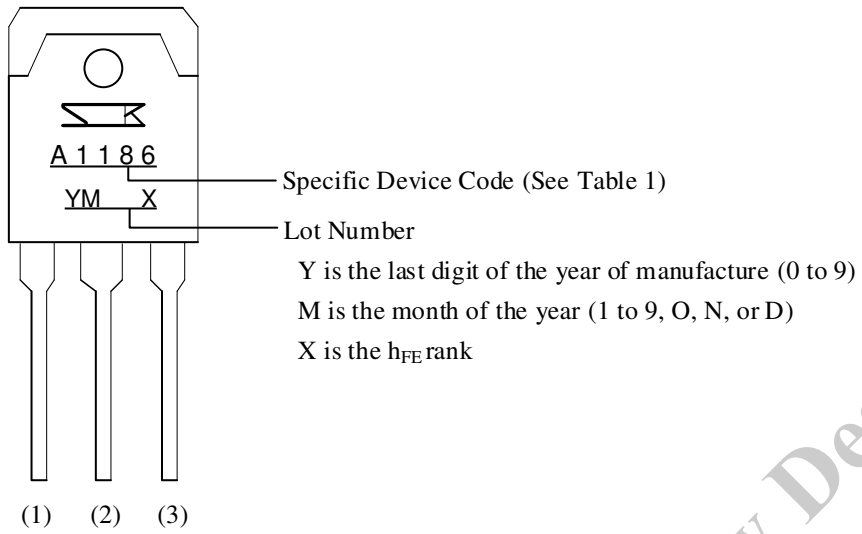 A1186
YM X
Specific Device Code (See Table 1)
Lot Number
Y is the last digit of the year of manufacture (0 to 9)
M is the month of the year (1 to 9, O, N, or D)
X is the hFE rank
(1) (2) (3)